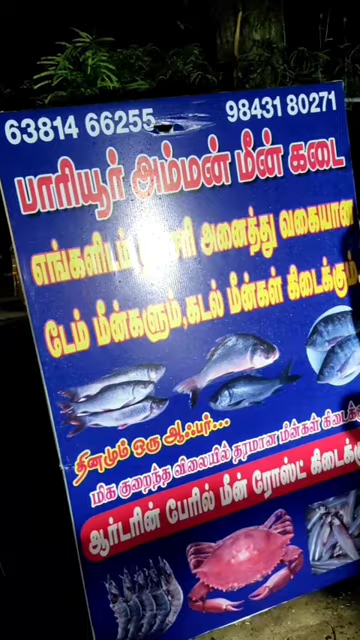 63814 66255 98431 80271
பாரியூர் அம்மன் மீன் கடை
எங்களிடம் ஏரி அனைத்து வகையான
டேம் மீன்களும்,கடல் மீன்கள் கிடைக்கும்
தினமும் ஒரு ஆஃபர்...
மிக குறைந்த விலையில் தரமான மீன்கள்
ஆர்டரின் பேரில் மீன் ரோஸ்ட்